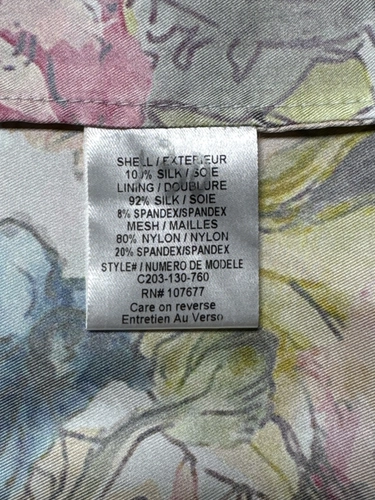 SHELL / EXTERIEUR
100% SILK / SOIE
LINING / DOUBLURE
92% SILK / SOIE
8% SPANDEX/SPANDEX
MESH / MAILLES
80% NYLON / NYLON
20% SPANDEX/SPANDEX
STYLE# / NUMERO DE MODELE
C203-130-760
RN# 107677
Care on reverse
Entretien Au Verso